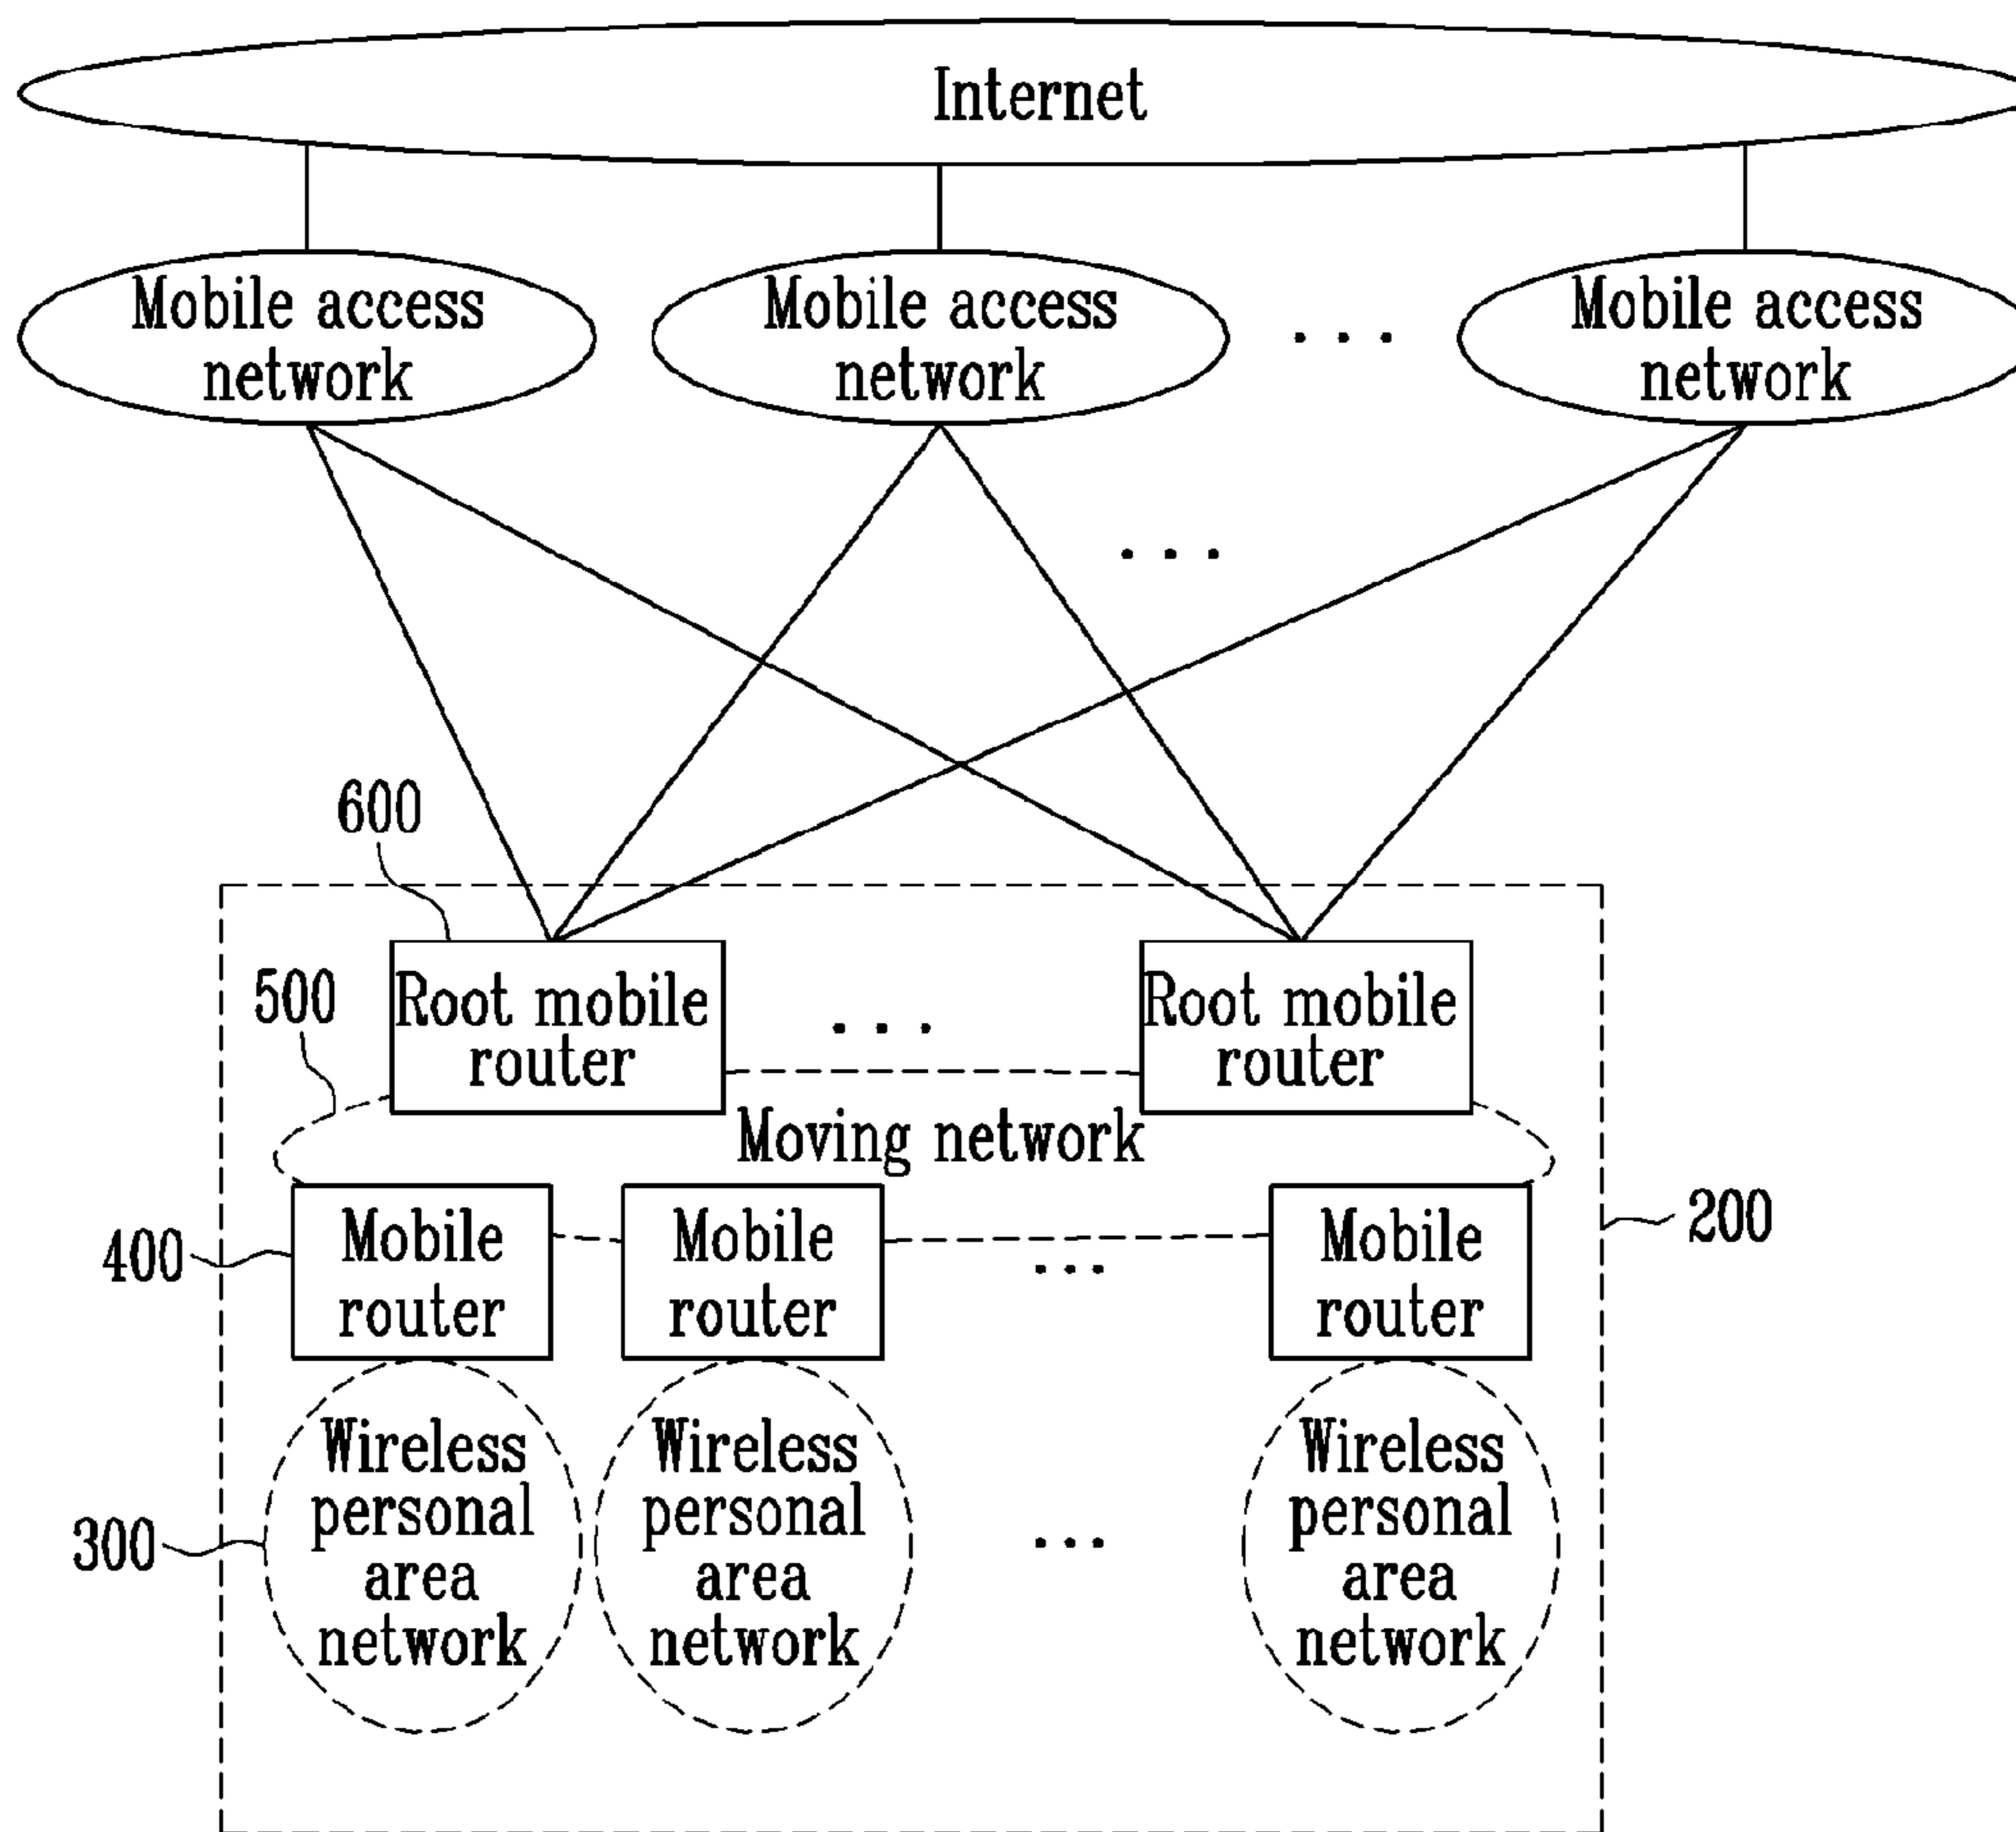 Internet
Mobile access
network
Mobile access
network
. . .
Mobile access
network
. . .
600
500
Root mobile
router
. . .
Root mobile
router
Moving network
400
Mobile
router
Mobile
router
. . .
Mobile
router
200
300
Wireless
personal
area
network
Wireless
personal
area
network
. . .
Wireless
personal
area
network